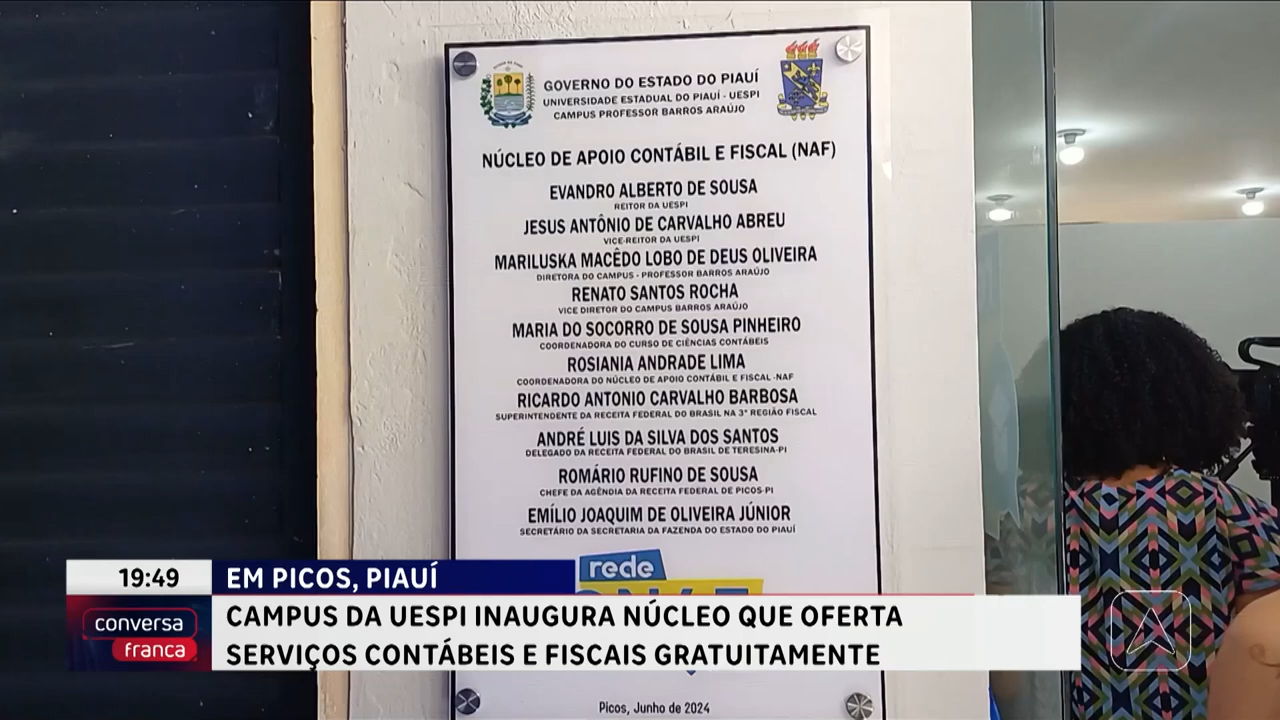 GOVERNO DO ESTADO DO PIAUÍ
UNIVERSIDADE ESTADUAL DO PIAUÍ - UESPI
CAMPUS PROFESSOR BARROS ARAÚJO
NÚCLEO DE APOIO CONTÁBIL E FISCAL (NAF)
EVANDRO ALBERTO DE SOUSA
REITOR DA UESPI
JESUS ANTÔNIO DE CARVALHO ABREU
VICE-REITOR DA UESPI
MARILUSKA MACÊDO LOBO DE DEUS OLIVEIRA
DIRETORA DO CAMPUS - PROFESSOR BARROS ARAÚJO
RENATO SANTOS ROCHA
VICE DIRETOR DO CAMPUS BARROS ARAÚJO
MARIA DO SOCORRO DE SOUSA PINHEIRO
COORDENADORA DO CURSO DE CIÊNCIAS CONTÁBEIS
ROSIANIA ANDRADE LIMA
COORDENADORA DO NÚCLEO DE APOIO CONTÁBIL E FISCAL -NAF
RICARDO ANTONIO CARVALHO BARBOSA
SUPERINTENDENTE DA RECEITA FEDERAL DO BRASIL NA 3ª REGIÃO FISCAL
ANDRÉ LUIS DA SILVA DOS SANTOS
DELEGADO DA RECEITA FEDERAL DO BRASIL DE TERESINA-PI
ROMÁRIO RUFINO DE SOUSA
CHEFE DA AGÊNDIA DA RECEITA FEDERAL DE PICOS-PI
EMÍLIO JOAQUIM DE OLIVEIRA JÚNIOR
SECRETÁRIO DA SECRETARIA DA FAZENDA DO ESTADO DO PIAUÍ
rede
19:49
EM PICOS, PIAUÍ
conversa
franca
CAMPUS DA UESPI INAUGURA NÚCLEO QUE OFERTA
SERVIÇOS CONTÁBEIS E FISCAIS GRATUITAMENTE
Picos, Junho de 2024